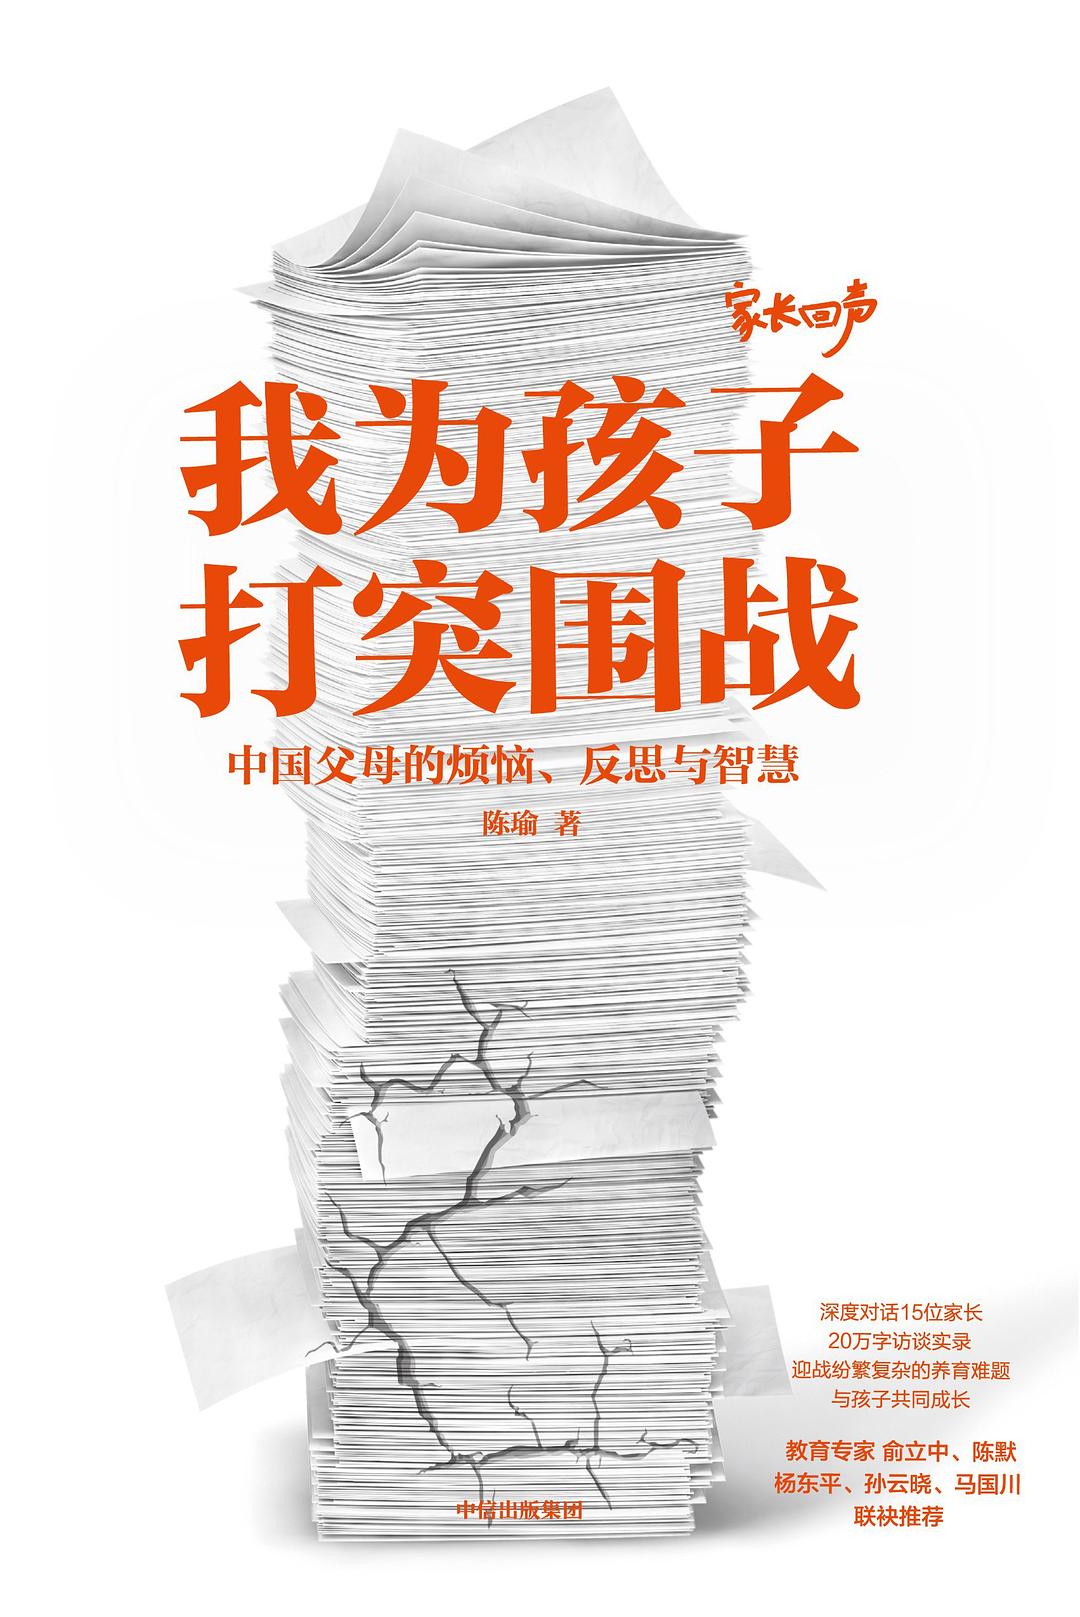 家长回声
我为孩子
打突围战
中国父母的烦恼、反思与智慧
陈瑜 著
深度对话15位家长
20万字访谈实录
迎战纷繁复杂的养育难题
与孩子共同成长
教育专家 俞立中、陈默
杨东平、孙云晓、马国川
联袂推荐
中信出版集团